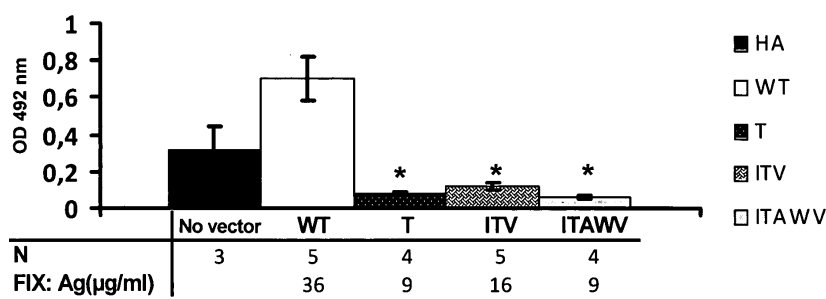 1
0,8
0,6
0,4
0,2
0
OD 492 nm
* * *
HA
WT
T
ITV
ITAWV
No vector WT T ITV ITAWV
N 3 5 4 5 4
FIX: Ag(µg/ml) 36 9 16 9